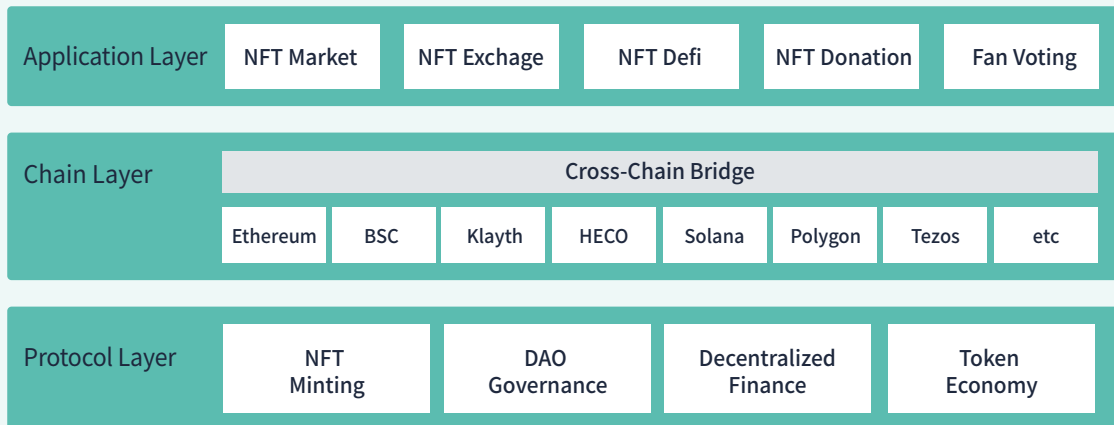 Application Layer
NFT Market
NFT Exchage
NFT Defi
NFT Donation
Fan Voting
Chain Layer
Cross-Chain Bridge
Ethereum
BSC
Klayth
HECO
Solana
Polygon
Tezos
etc
Protocol Layer
NFT
Minting
DAO
Governance
Decentralized
Finance
Token
Economy